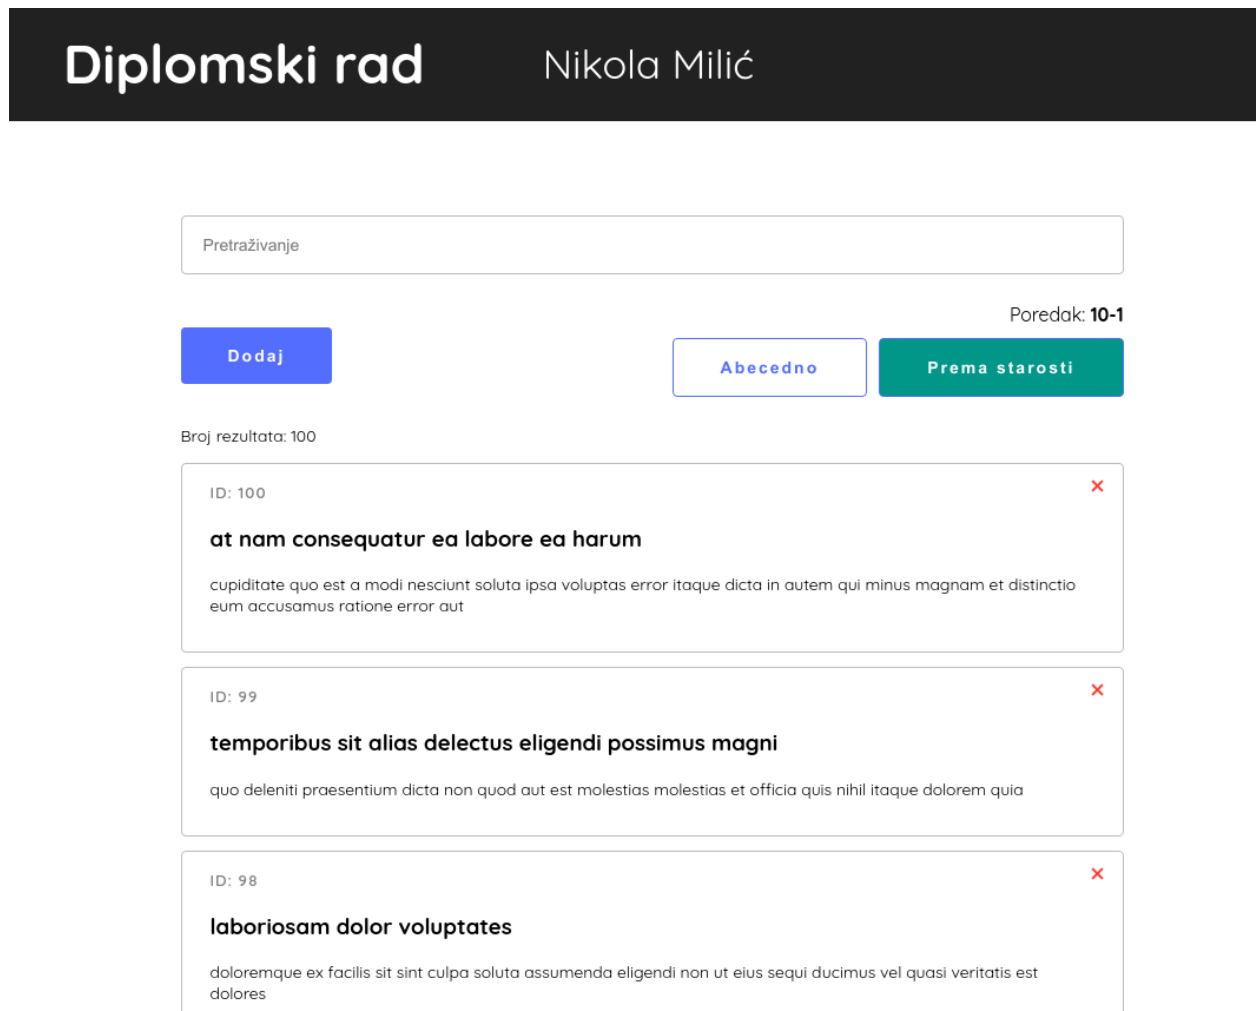 Diplomski rad
Nikola Milić
Pretraživanje
Poredak: 10-1
Dodaj
Abecedno
Prema starosti
Broj rezultata: 100
ID: 100
×
at nam consequatur ea labore ea harum
cupiditate quo est a modi nesciunt soluta ipsa voluptas error itaque dicta in autem qui minus magnam et distinctio
eum accusamus ratione error aut
ID: 99
×
temporibus sit alias delectus eligendi possimus magni
quo deleniti praesentium dicta non quod aut est molestias molestias et officia quis nihil itaque dolorem quia
ID: 98
×
laboriosam dolor voluptates
doloremque ex facilis sit sint culpa soluta assumenda eligendi non ut eius sequi ducimus vel quasi veritatis est
dolores